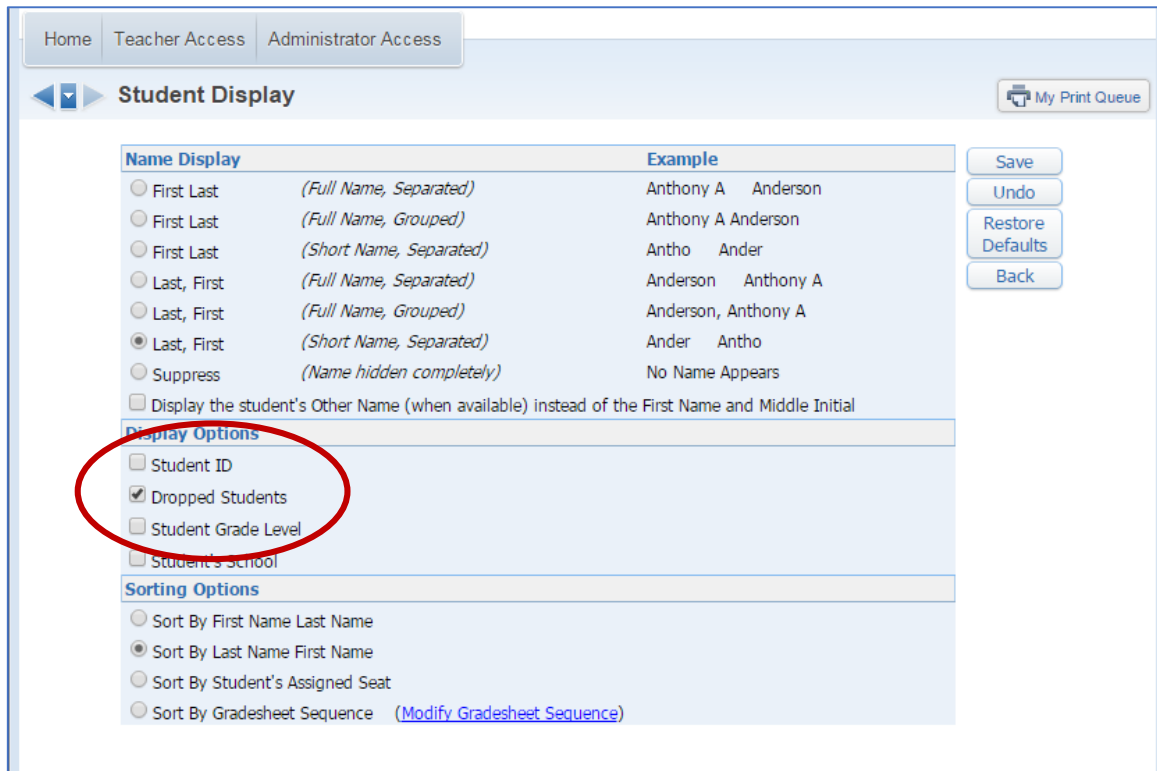 Home Teacher Access Administrator Access
Student Display
My Print Queue
Name Display Example
First Last (Full Name, Separated) Anthony A Anderson
First Last (Full Name, Grouped) Anthony A Anderson
First Last (Short Name, Separated) Antho Ander
Last, First (Full Name, Separated) Anderson Anthony A
Last, First (Full Name, Grouped) Anderson, Anthony A
Last, First (Short Name, Separated) Ander Antho
Suppress (Name hidden completely) No Name Appears
Display the student's Other Name (when available) instead of the First Name and Middle Initial
Display Options
Student ID
Dropped Students
Student Grade Level
Student's School
Sorting Options
Sort By First Name Last Name
Sort By Last Name First Name
Sort By Student's Assigned Seat
Sort By Gradesheet Sequence (Modify Gradesheet Sequence)
Save
Undo
Restore
Defaults
Back